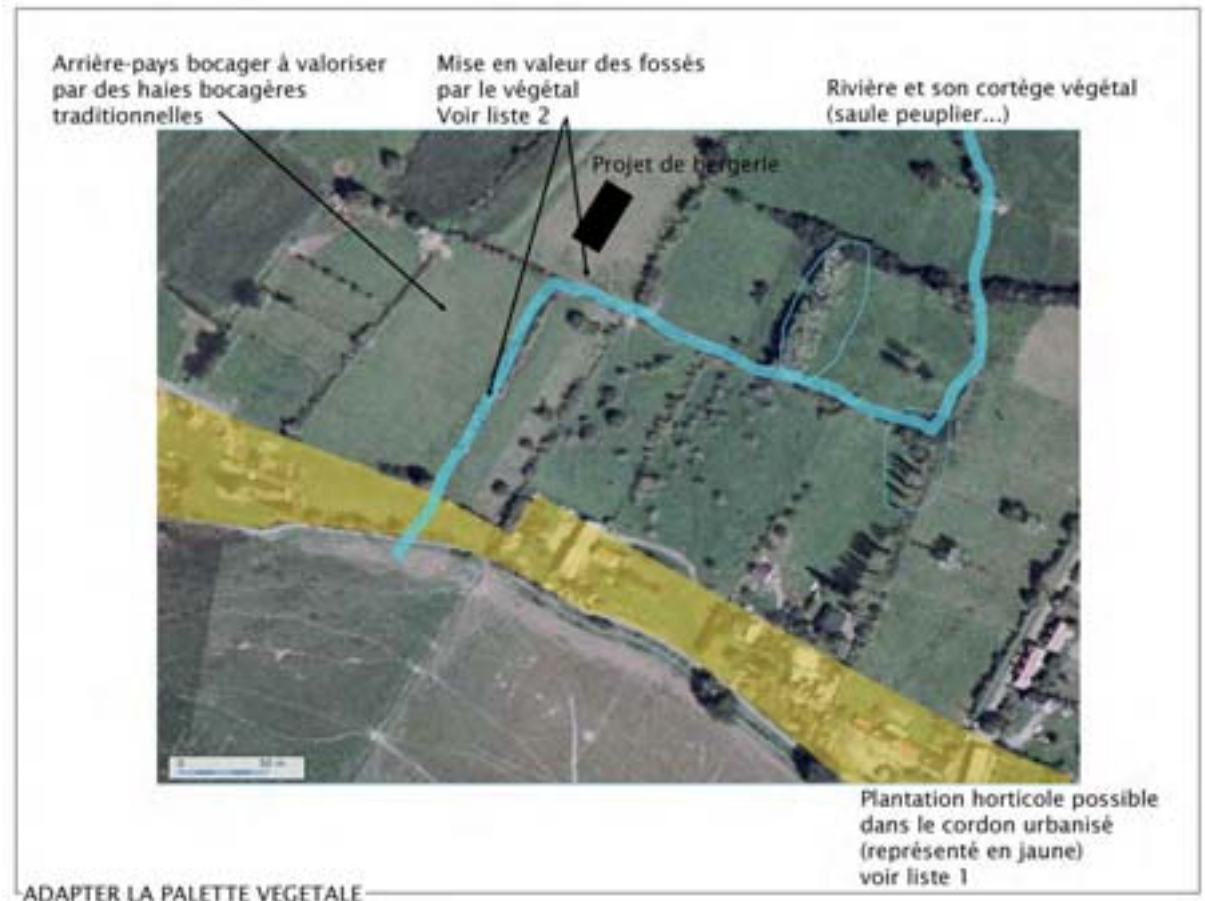 Arrière-pays bocager à valoriser
par des haies bocagères
traditionnelles
Mise en valeur des fossés
par le végétal
Voir liste 2
Rivière et son cortège végétal
(saule peuplier...)
Projet de bergerie
0 50 m
Plantation horticole possible
dans le cordon urbanisé
(représenté en jaune)
voir liste 1
ADAPTER LA PALETTE VEGETALE